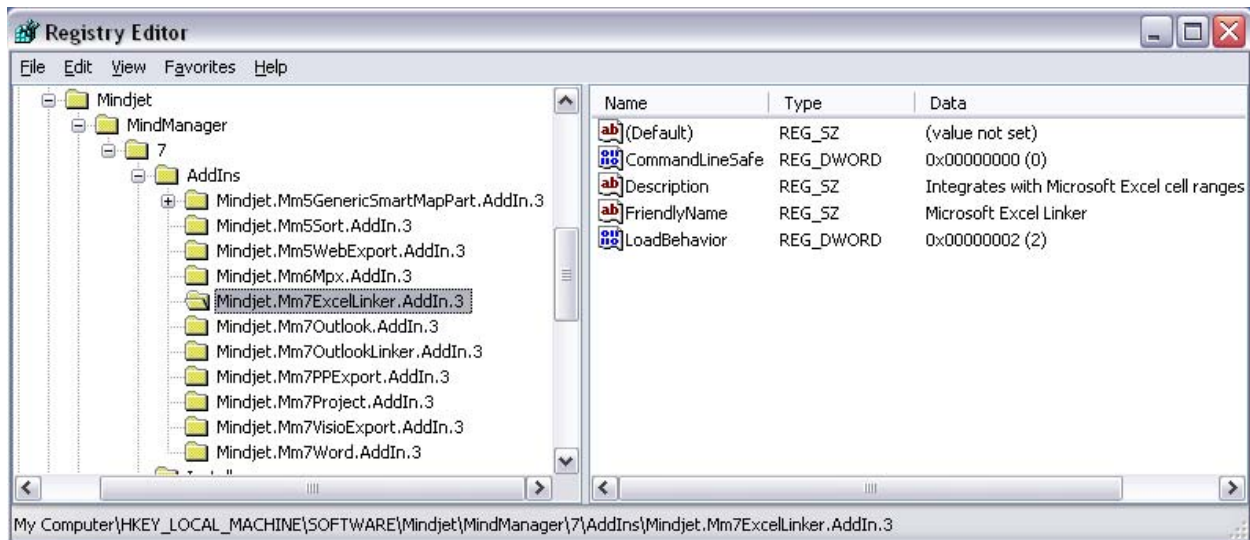 Registry Editor
File Edit View Favorites Help
Mindjet
MindManager
7
AddIns
Mindjet.Mm5GenericSmartMapPart.AddIn.3
Mindjet.Mm5Sort.AddIn.3
Mindjet.Mm5WebExport.AddIn.3
Mindjet.Mm6Mpx.AddIn.3
Mindjet.Mm7ExcelLinker.AddIn.3
Mindjet.Mm7Outlook.AddIn.3
Mindjet.Mm7OutlookLinker.AddIn.3
Mindjet.Mm7PPExport.AddIn.3
Mindjet.Mm7Project.AddIn.3
Mindjet.Mm7VisioExport.AddIn.3
Mindjet.Mm7Word.AddIn.3
Name Type Data
(Default) REG_SZ (value not set)
CommandLineSafe REG_DWORD 0x00000000 (0)
Description REG_SZ Integrates with Microsoft Excel cell ranges
FriendlyName REG_SZ Microsoft Excel Linker
LoadBehavior REG_DWORD 0x00000002 (2)
My Computer\HKEY_LOCAL_MACHINE\SOFTWARE\Mindjet\MindManager\7\AddIns\Mindjet.Mm7ExcelLinker.AddIn.3